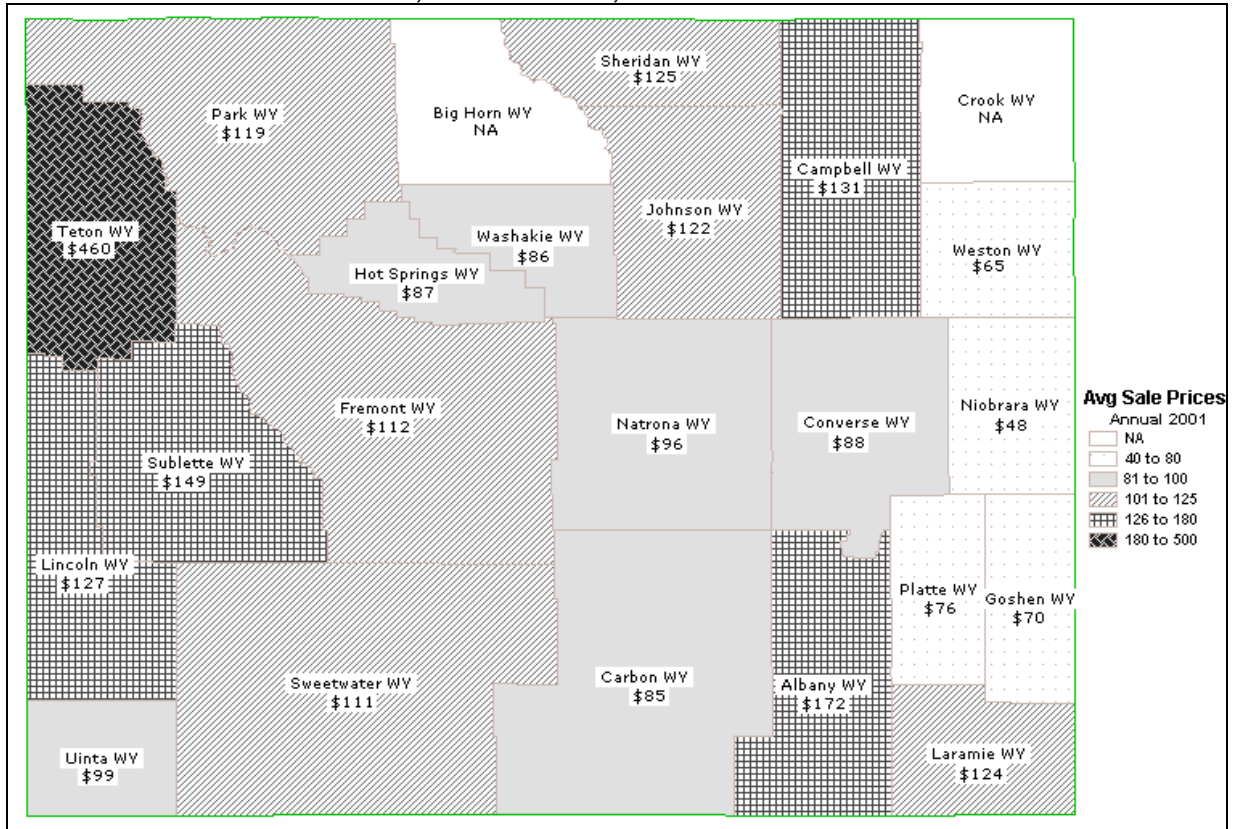 Sheridan WY
$125
Park WY
$119
Big Horn WY
NA
Crook WY
NA
Campbell WY
$131
Teton WY
$460
Johnson WY
$122
Washakie WY
$86
Weston WY
$65
Hot Springs WY
$87
Fremont WY
$112
Natrona WY
$96
Converse WY
$88
Niobrara WY
$48
Sublette WY
$149
Lincoln WY
$127
Platte WY
$76
Goshen WY
$70
Sweetwater WY
$111
Carbon WY
$85
Albany WY
$172
Uinta WY
$99
Laramie WY
$124
Avg Sale Prices
Annual 2001
NA
40 to 80
81 to 100
101 to 125
126 to 180
180 to 500